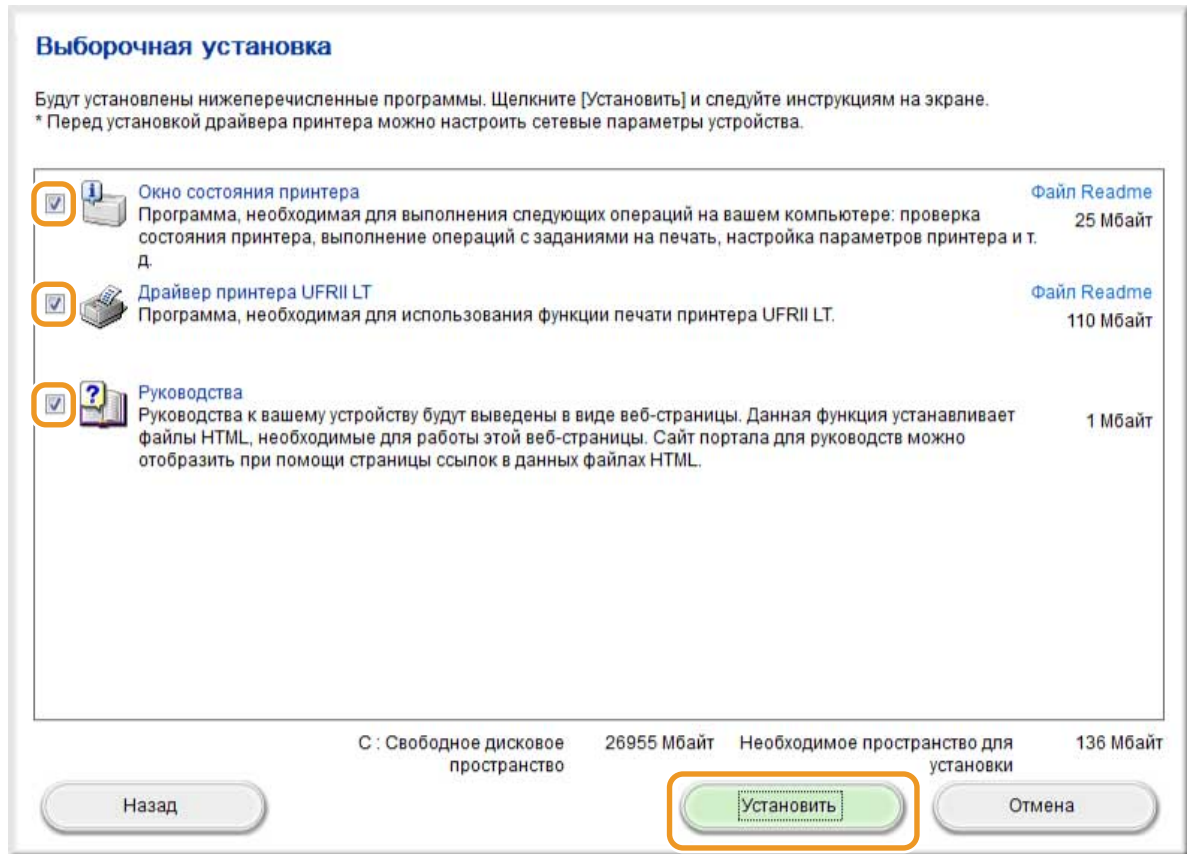 Выборочная установка
Будут установлены нижеперечисленные программы. Щелкните [Установить] и следуйте инструкциям на экране.
* Перед установкой драйвера принтера можно настроить сетевые параметры устройства.
Окно состояния принтера
Файл Readme
Программа, необходимая для выполнения следующих операций на вашем компьютере: проверка
25 Мбайт
состояния принтера, выполнение операций с заданиями на печать, настройка параметров принтера и т.
д.
Драйвер принтера UFRII LT
Файл Readme
Программа, необходимая для использования функции печати принтера UFRII LT.
110 Мбайт
Руководства
Руководства к вашему устройству будут выведены в виде веб-страницы. Данная функция устанавливает
1 Мбайт
файлы HTML, необходимые для работы этой веб-страницы. Сайт портала для руководств можно
отобразить при помощи страницы ссылок в данных файлах HTML.
C : Свободное дисковое
пространство
26955 Мбайт
Необходимое пространство для
установки
136 Мбайт
Назад
Установить
Отмена